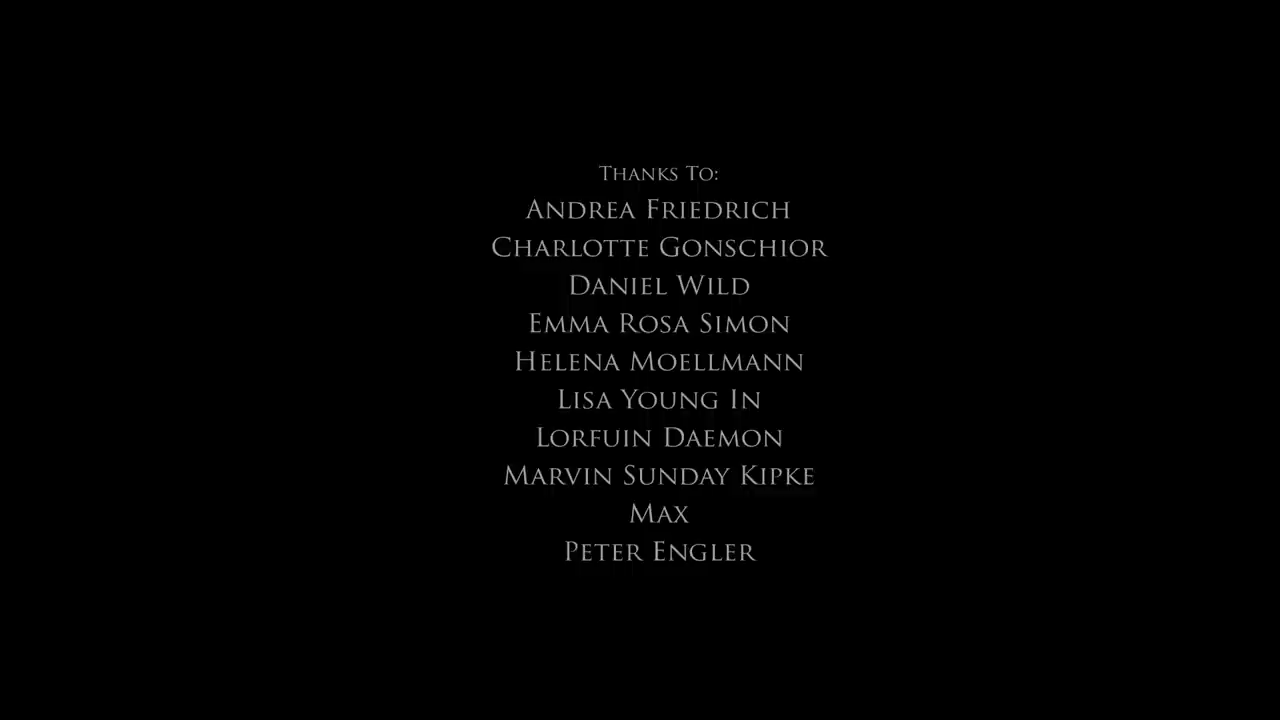 Thanks To:
Andrea Friedrich
Charlotte Gonschior
Daniel Wild
Emma Rosa Simon
Helena Moellmann
Lisa Young In
Lorfuin Daemon
Marvin Sunday Kipke
Max
Peter Engler